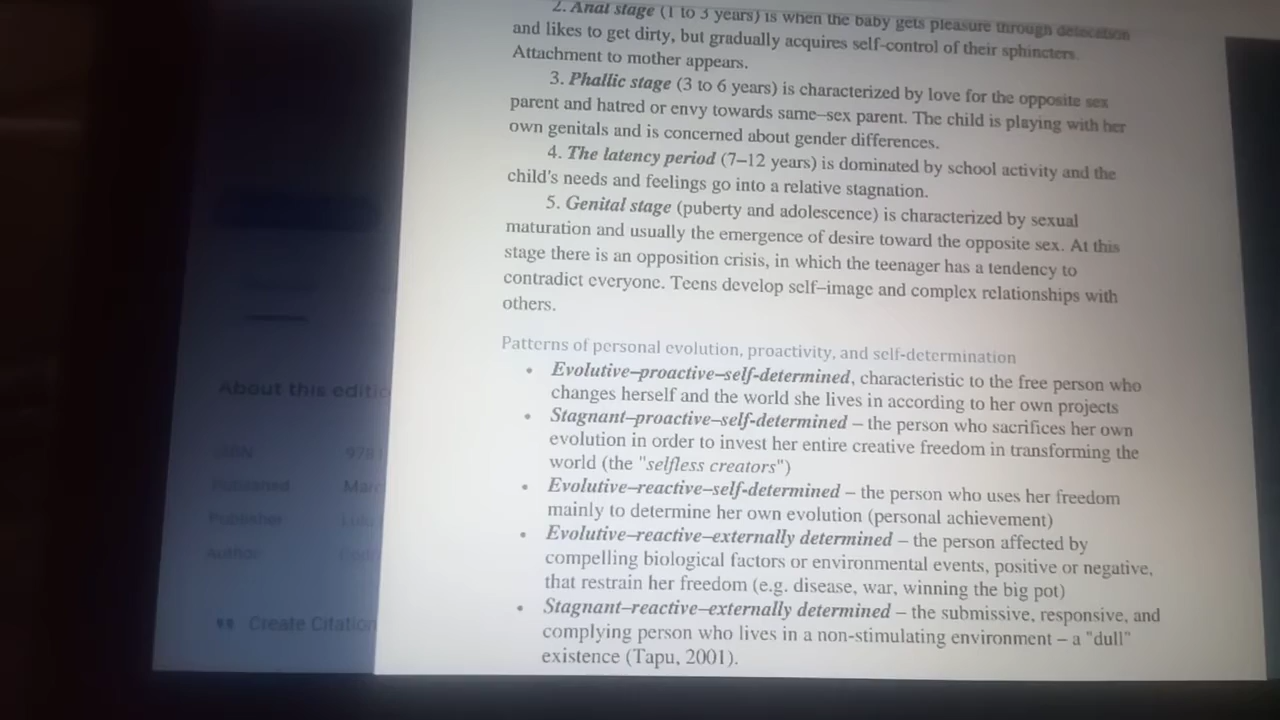 2. Anal stage (1 to 3 years) is when the baby gets pleasure through defecation
and likes to get dirty, but gradually acquires self-control of their sphincters.
Attachment to mother appears.
3. Phallic stage (3 to 6 years) is characterized by love for the opposite sex
parent and hatred or envy towards same–sex parent. The child is playing with her
own genitals and is concerned about gender differences.
4. The latency period (7–12 years) is dominated by school activity and the
child's needs and feelings go into a relative stagnation.
5. Genital stage (puberty and adolescence) is characterized by sexual
maturation and usually the emergence of desire toward the opposite sex. At this
stage there is an opposition crisis, in which the teenager has a tendency to
contradict everyone. Teens develop self–image and complex relationships with
others.
Patterns of personal evolution, proactivity, and self-determination
• Evolutive–proactive–self-determined, characteristic to the free person who
changes herself and the world she lives in according to her own projects
• Stagnant–proactive–self-determined – the person who sacrifices her own
evolution in order to invest her entire creative freedom in transforming the
world (the "selfless creators")
• Evolutive–reactive–self-determined – the person who uses her freedom
mainly to determine her own evolution (personal achievement)
• Evolutive–reactive–externally determined – the person affected by
compelling biological factors or environmental events, positive or negative,
that restrain her freedom (e.g. disease, war, winning the big pot)
• Stagnant–reactive–externally determined – the submissive, responsive, and
complying person who lives in a non-stimulating environment – a "dull"
existence (Tapu, 2001).
About this editio
ISBN 978
Published Marc
Publisher Lulu
Author
Create Citation